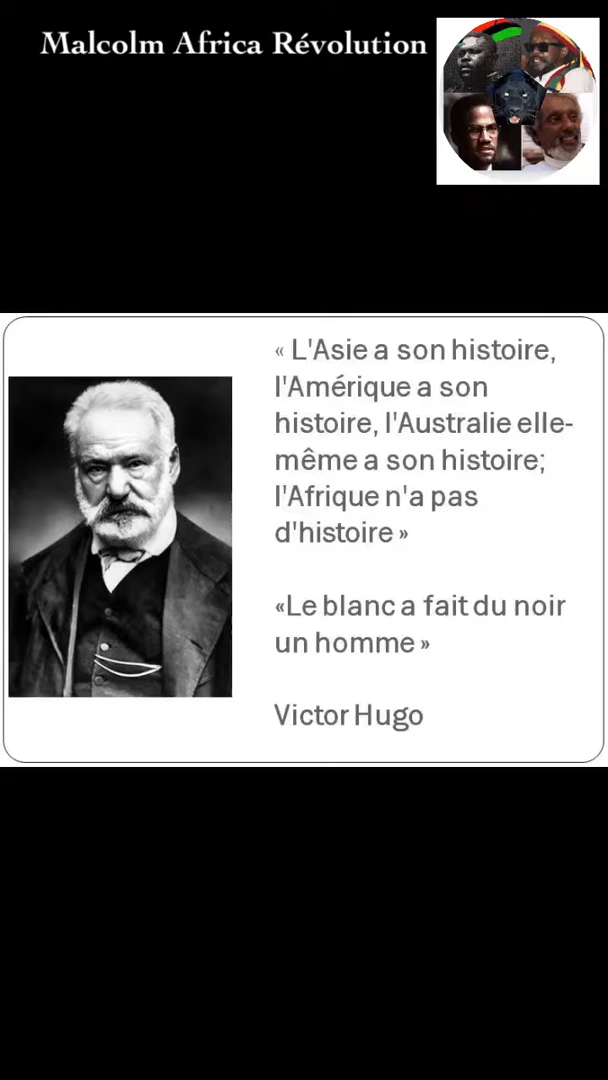 Malcolm Africa Révolution
« L'Asie a son histoire,
l'Amérique a son
histoire, l'Australie elle-
même a son histoire;
l'Afrique n'a pas
d'histoire »
«Le blanc a fait du noir
un homme »
Victor Hugo